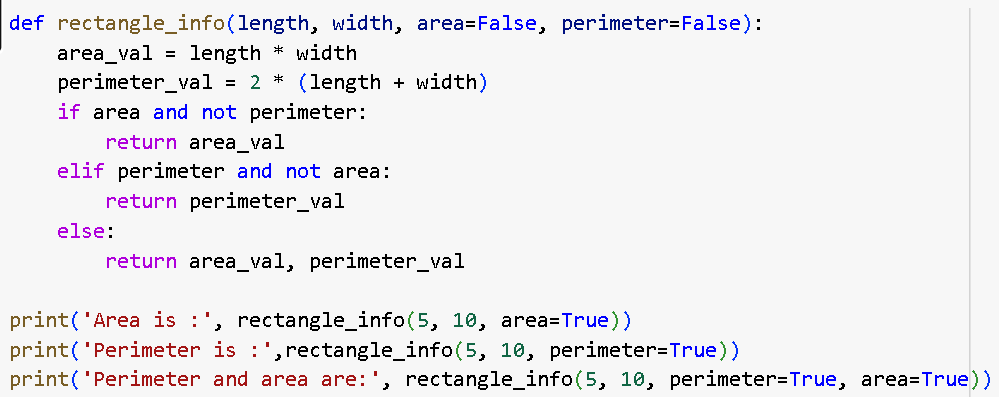 def rectangle_info(length, width, area=False, perimeter=False):
    area_val = length * width
    perimeter_val = 2 * (length + width)
    if area and not perimeter:
        return area_val
    elif perimeter and not area:
        return perimeter_val
    else:
        return area_val, perimeter_val

print('Area is :', rectangle_info(5, 10, area=True))
print('Perimeter is :',rectangle_info(5, 10, perimeter=True))
print('Perimeter and area are:', rectangle_info(5, 10, perimeter=True, area=True))